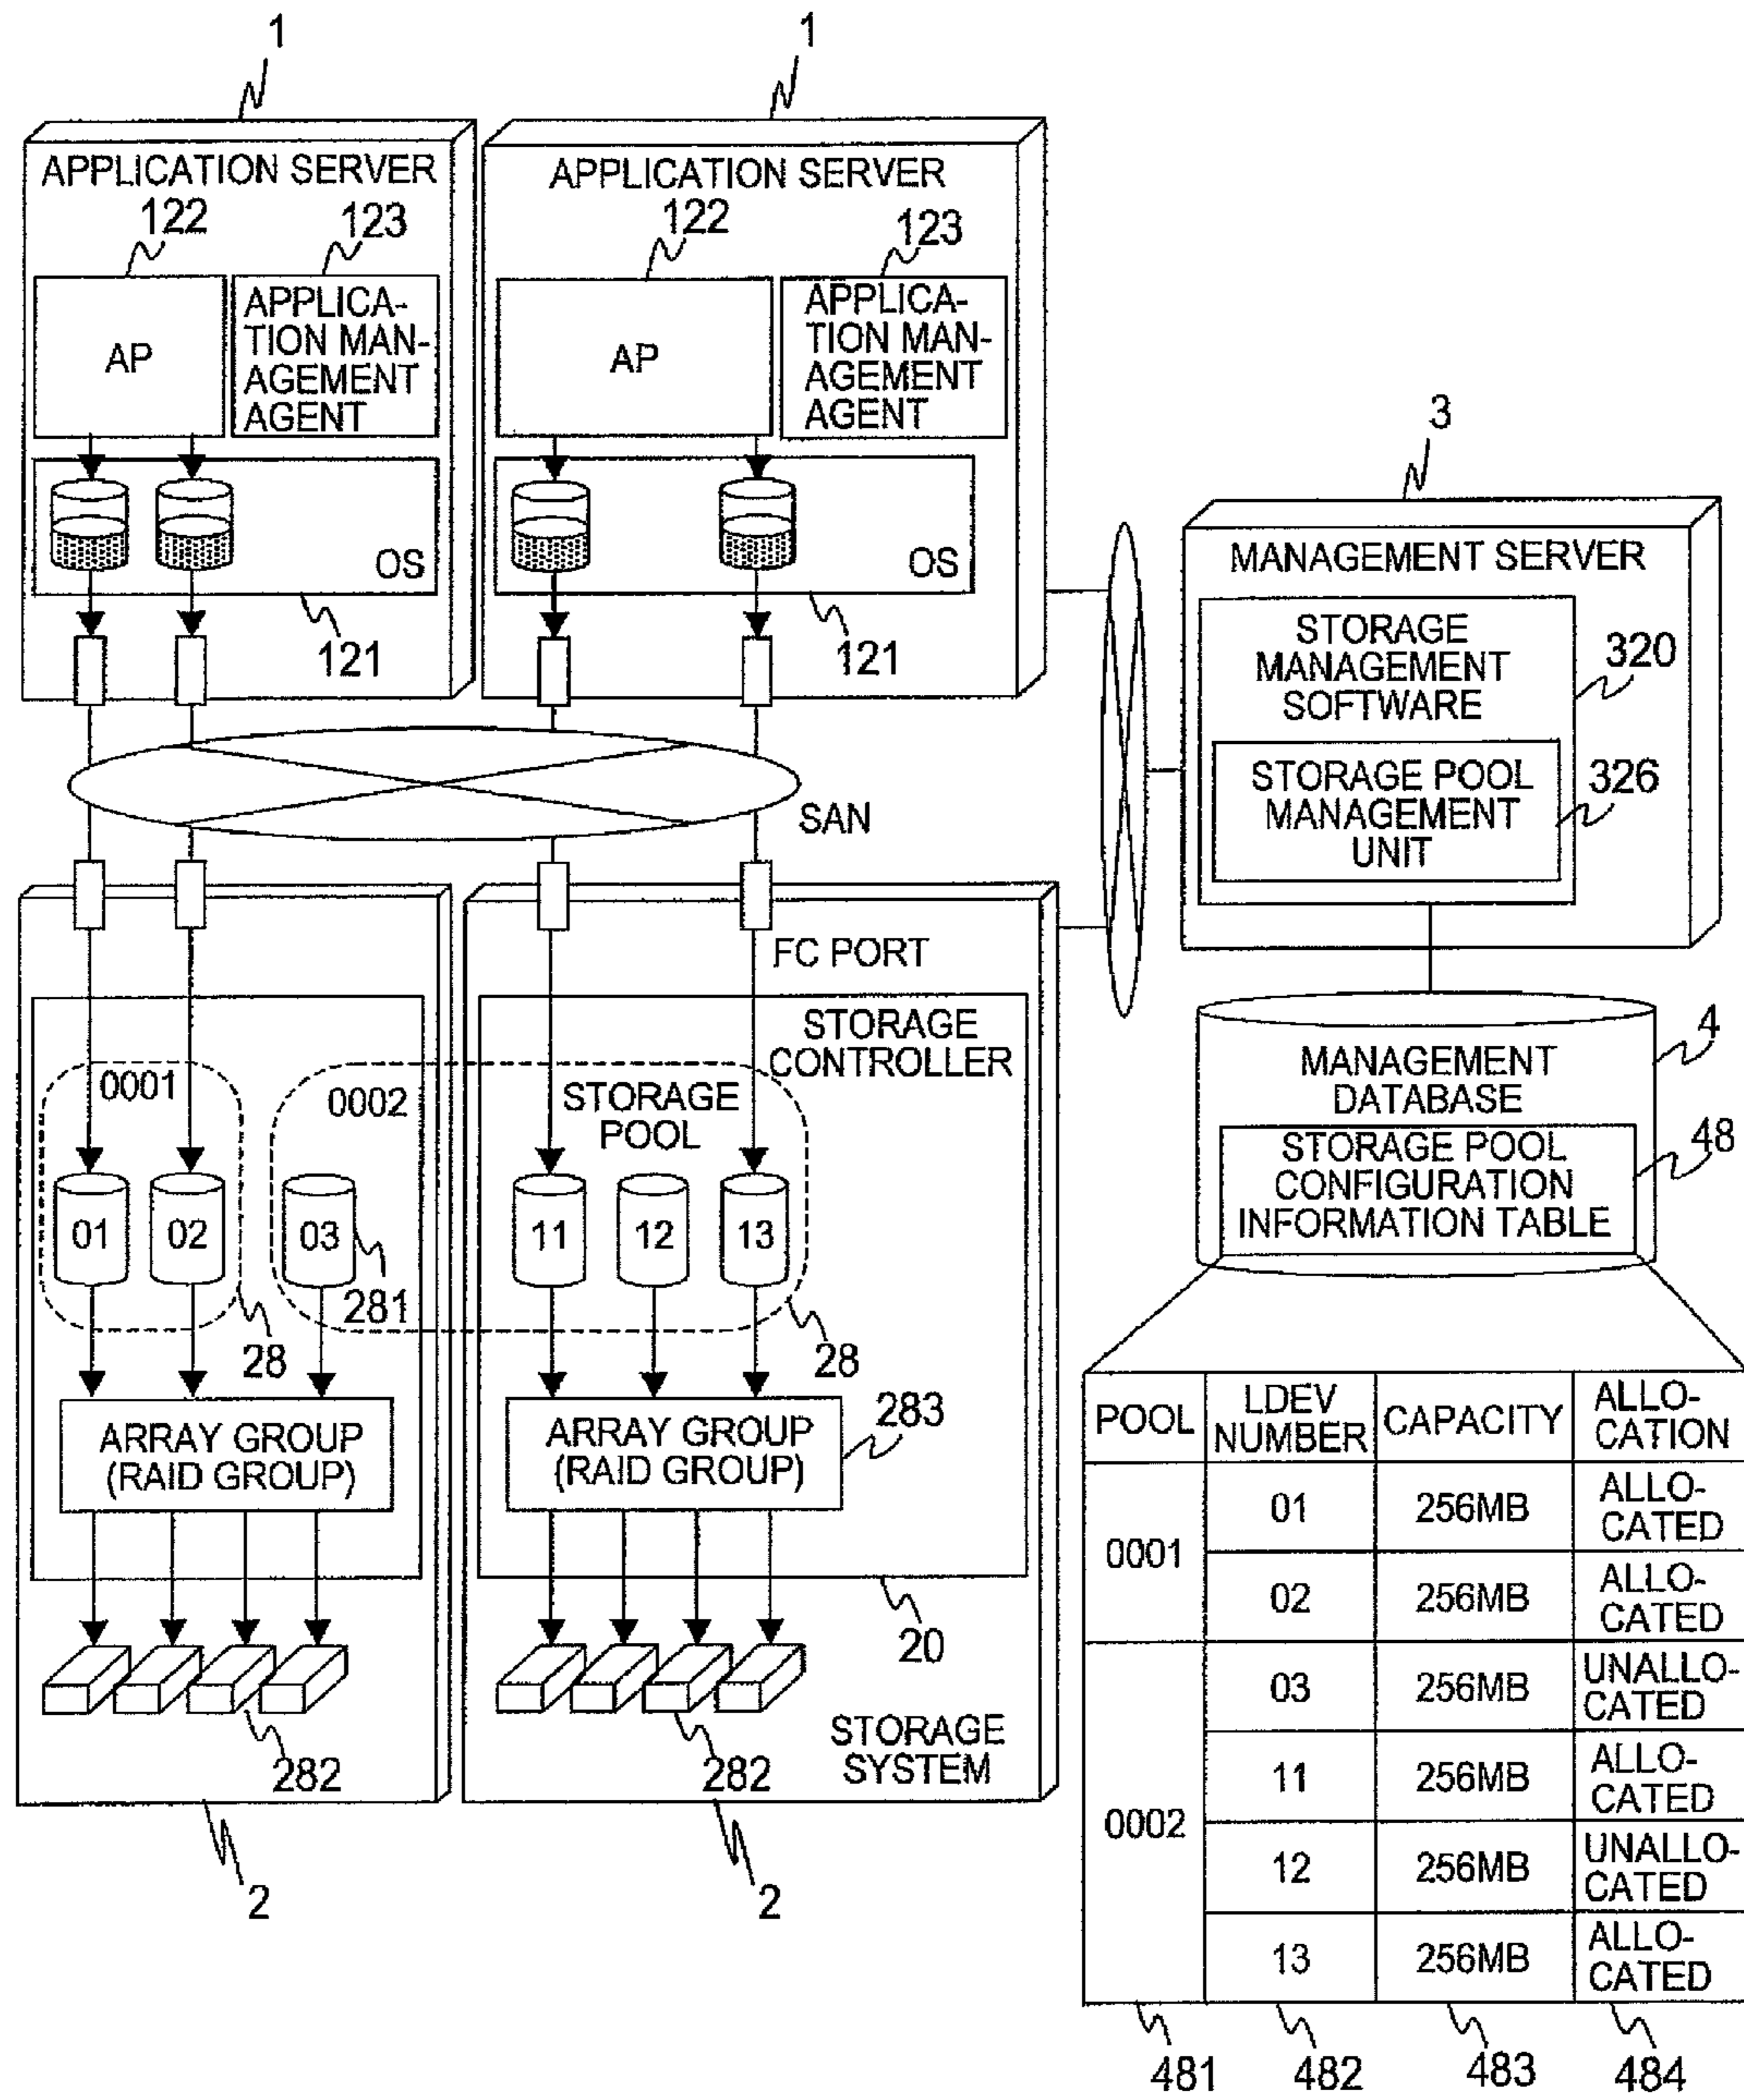 1
1
APPLICATION SERVER
122
123
AP
APPLICA-
TION MAN-
AGEMENT
AGENT
OS
121
APPLICATION SERVER
122
123
AP
APPLICA-
TION MAN-
AGEMENT
AGENT
OS
121
SAN
3
MANAGEMENT SERVER
STORAGE
MANAGEMENT
SOFTWARE
320
STORAGE POOL
MANAGEMENT
UNIT
326
FC PORT
STORAGE
CONTROLLER
0001
0002
STORAGE
POOL
01
02
03
11
12
13
281
28
28
ARRAY GROUP
(RAID GROUP)
ARRAY GROUP
(RAID GROUP)
283
20
282
282
STORAGE
SYSTEM
2
2
4
MANAGEMENT
DATABASE
STORAGE POOL
CONFIGURATION
INFORMATION TABLE
48
POOL
LDEV
NUMBER
CAPACITY
ALLO-
CATION
0001
01
256MB
ALLO-
CATED
02
256MB
ALLO-
CATED
0002
03
256MB
UNALLO-
CATED
11
256MB
ALLO-
CATED
12
256MB
UNALLO-
CATED
13
256MB
ALLO-
CATED
481
482
483
484